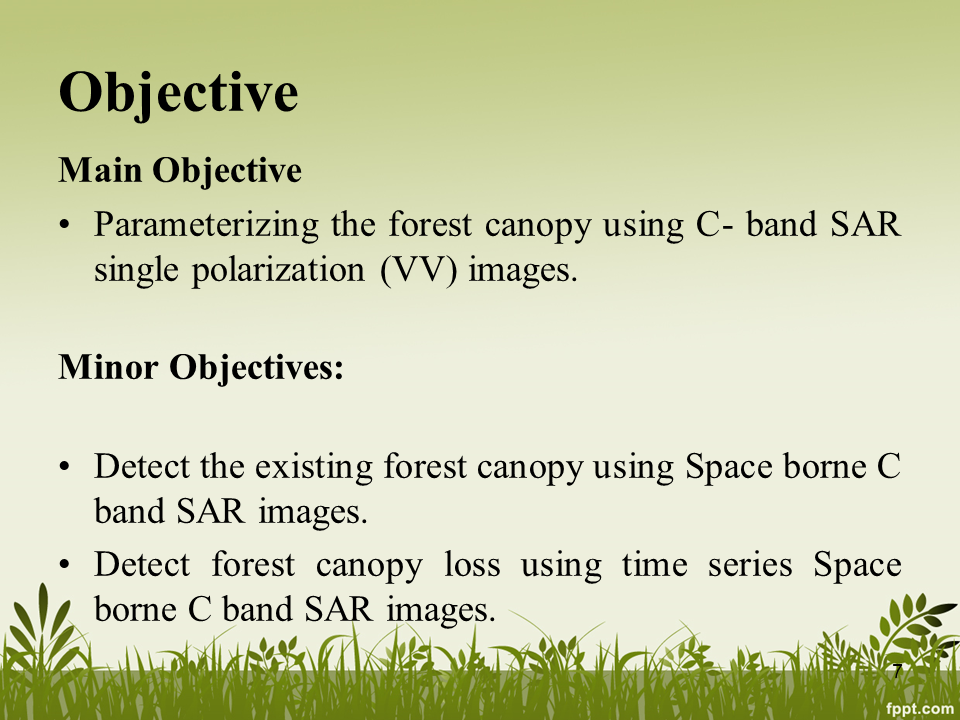 Objective
Main Objective
• Parameterizing the forest canopy using C- band SAR
single polarization (VV) images.
Minor Objectives:
• Detect the existing forest canopy using Space borne C
band SAR images.
• Detect forest canopy loss using time series Space
borne C band SAR images.
7
fppt.com